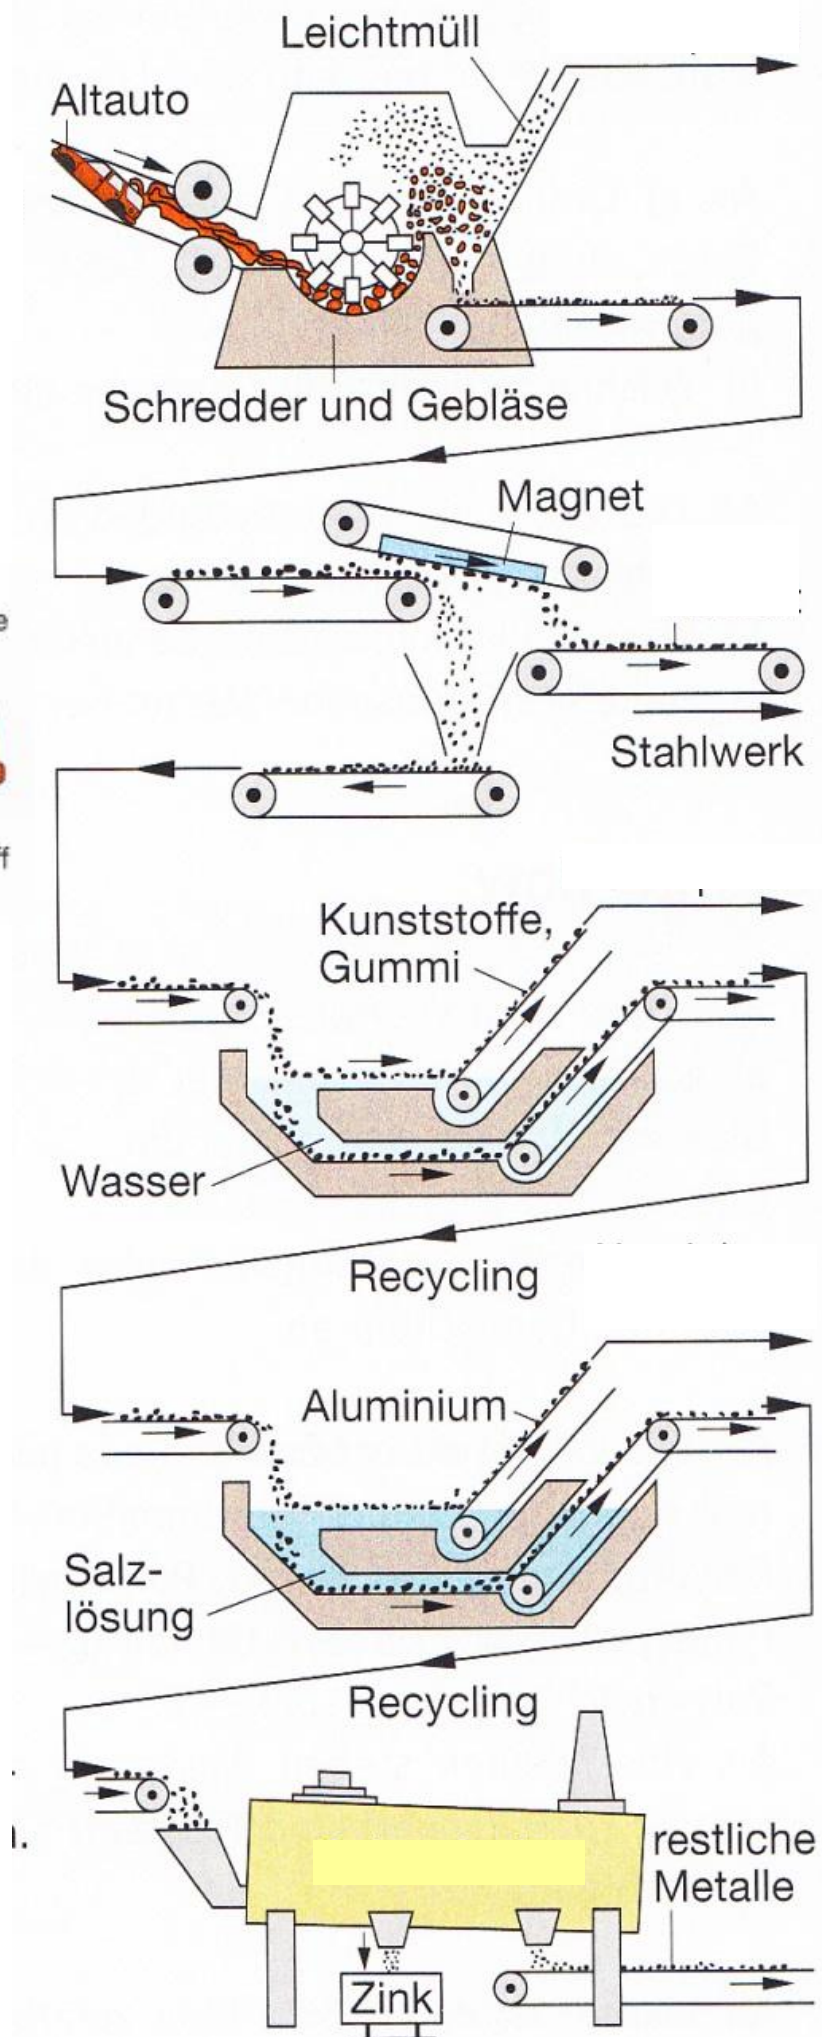 Leichtmüll
Altauto
Schredder und Gebläse
Magnet
Stahlwerk
Kunststoffe,
Gummi
Wasser
Recycling
Aluminium
Salz-
lösung
Recycling
restliche
Metalle
Zink